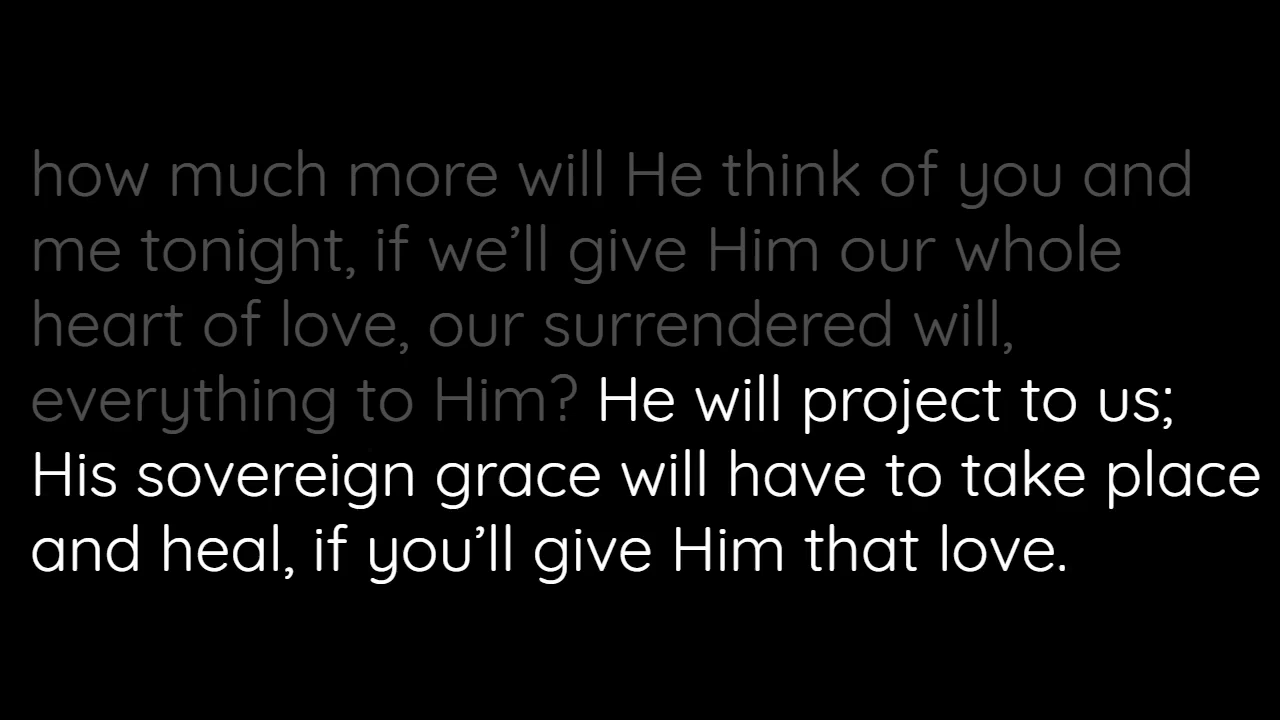 how much more will He think of you and
me tonight, if we’ll give Him our whole
heart of love, our surrendered will,
everything to Him? He will project to us;
His sovereign grace will have to take place
and heal, if you’ll give Him that love.